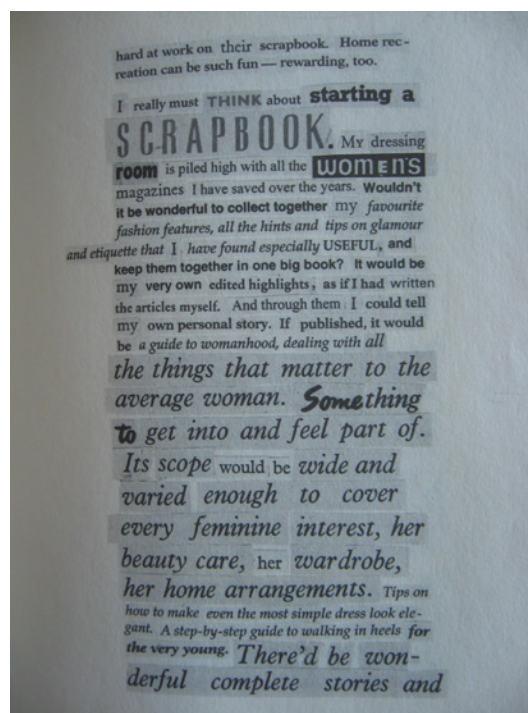 hard at work on their scrapbook. Home rec-
reation can be such fun — rewarding, too.
I really must THINK about starting a
SCRAPBOOK. My dressing
room is piled high with all the WOMEN'S
magazines I have saved over the years. Wouldn't
it be wonderful to collect together my favourite
fashion features, all the hints and tips on glamour
and etiquette that I have found especially USEFUL, and
keep them together in one big book? It would be
my very own edited highlights, as if I had written
the articles myself. And through them I could tell
my own personal story. If published, it would
be a guide to womanhood, dealing with all
the things that matter to the
average woman. Something
to get into and feel part of.
Its scope would be wide and
varied enough to cover
every feminine interest, her
beauty care, her wardrobe,
her home arrangements. Tips on
how to make even the most simple dress look ele-
gant. A step-by-step guide to walking in heels for
the very young. There'd be won-
derful complete stories and